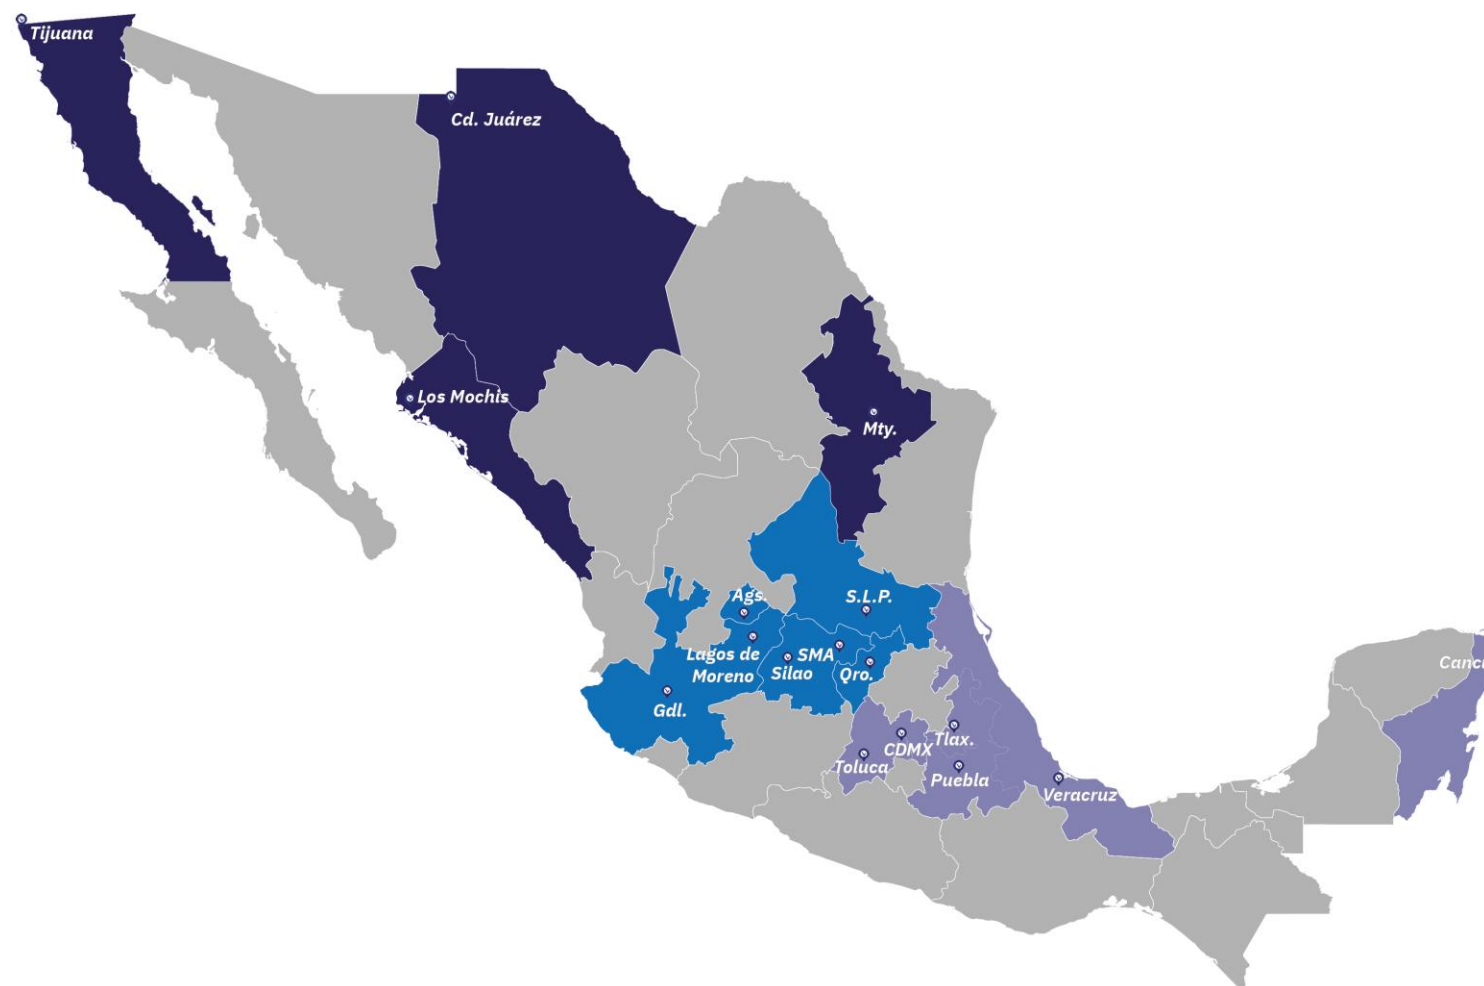 Tijuana
Cd. Juárez
Los Mochis
Mty.
Ags.
S.L.P.
Lagos de
Moreno
SMA
Silao
Qro.
Gdl.
CDMX
Tlax.
Toluca
Puebla
Veracruz